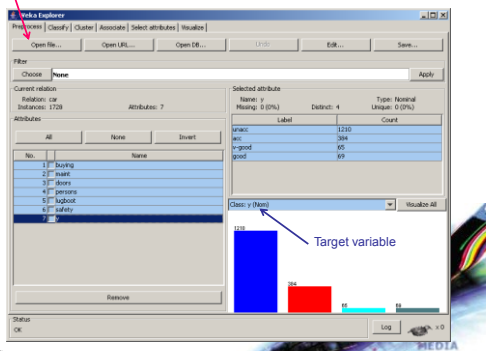 Weka Explorer
Preprocess Classify Cluster Associate Select attributes Visualize
Open file... Open URL... Open DB... Undo Edit... Save...
Filter
Choose None Apply
Current relation
Relation: car
Instances: 1728 Attributes: 7
Selected attribute
Name: y Type: Nominal
Missing: 0 (0%) Distinct: 4 Unique: 0 (0%)
Label Count
unacc 1210
acc 384
v-good 65
good 69
Attributes
All None Invert
No. Name
1 buying
2 maint
3 doors
4 persons
5 lugboot
6 safety
7 y
Remove
Class: y (Nom) Visualize All
Target variable
1210
384
65
69
Status
OK
Log x 0
MEDIA